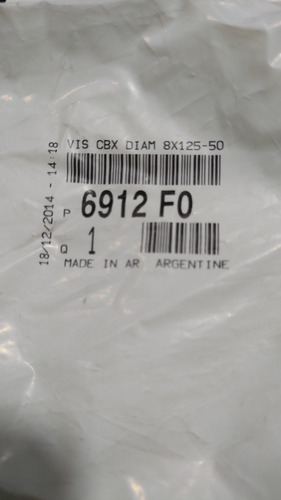 VIS CBX DIAM 8X125-50
P 6912 F0
Q 1
MADE IN AR ARGENTINE
18/12/2014 - 14:18